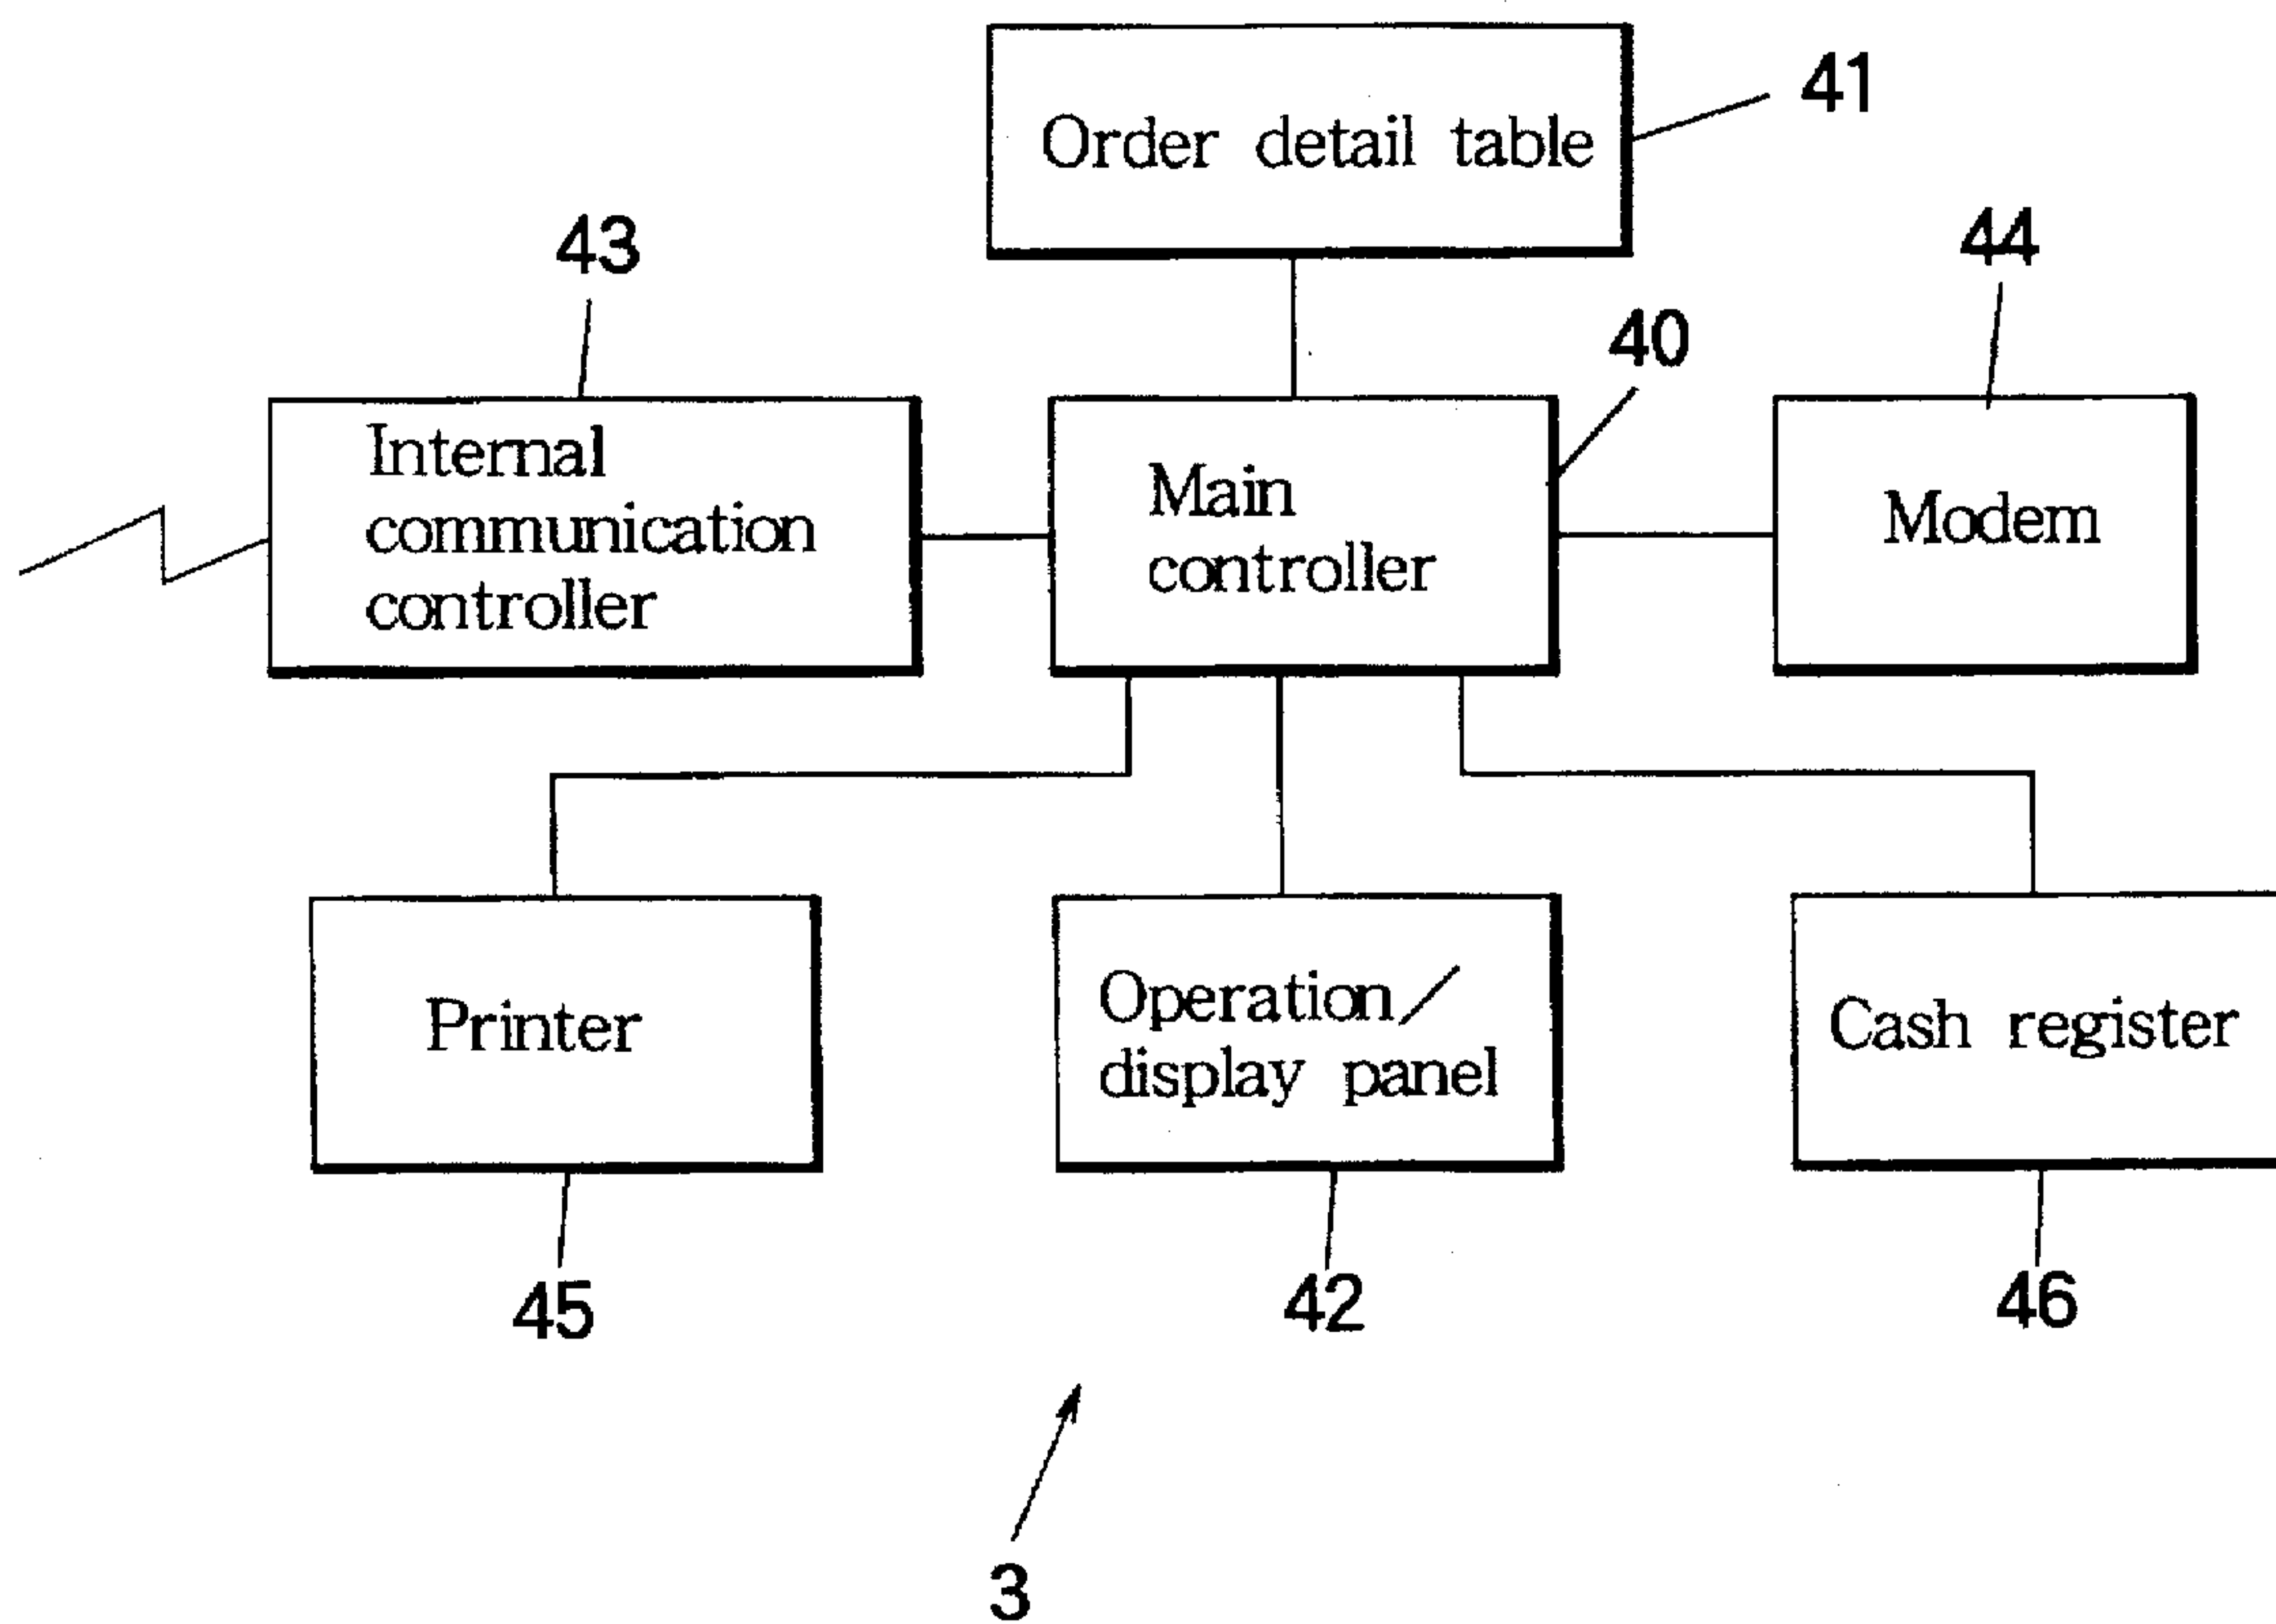 Order detail table
41
43
44
40
Internal
communication
controller
Main
controller
Modem
Printer
Operation/
display panel
Cash register
45
42
46
3